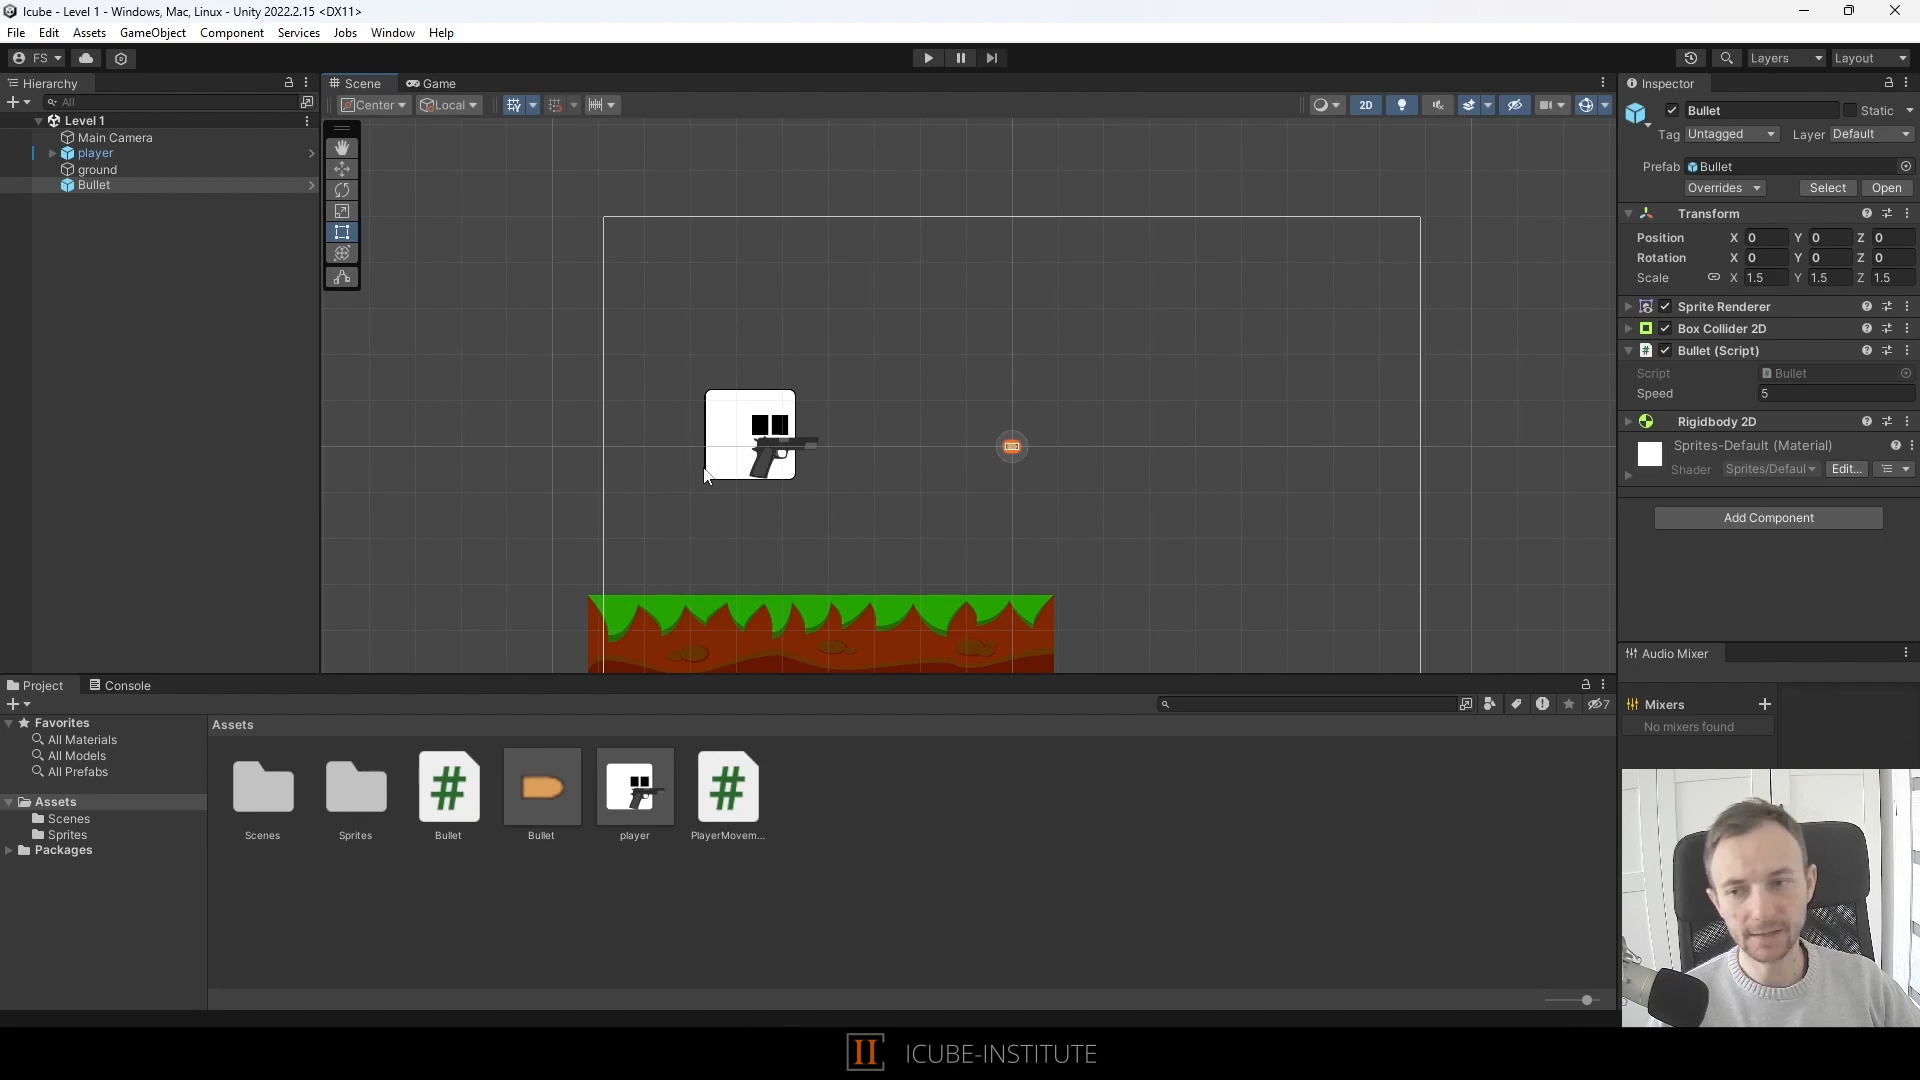 Icube - Level 1 - Windows, Mac, Linux - Unity 2022.2.15 <DX11>
File Edit Assets GameObject Component Services Jobs Window Help
FS
Layers
Layout
Hierarchy
All
Level 1
Main Camera
player
ground
Bullet
Scene
Game
Center
Local
2D
Inspector
Bullet
Static
Tag Untagged
Layer Default
Prefab Bullet
Overrides
Select
Open
Transform
Position X 0 Y 0 Z 0
Rotation X 0 Y 0 Z 0
Scale X 1.5 Y 1.5 Z 1.5
Sprite Renderer
Box Collider 2D
Bullet (Script)
Script Bullet
Speed 5
Rigidbody 2D
Sprites-Default (Material)
Shader Sprites/Defaul
Edit...
Add Component
Audio Mixer
Mixers
No mixers found
Project
Console
7
Favorites
All Materials
All Models
All Prefabs
Assets
Scenes
Sprites
Packages
Assets
Scenes
Sprites
Bullet
Bullet
player
PlayerMovem...
ICUBE-INSTITUTE